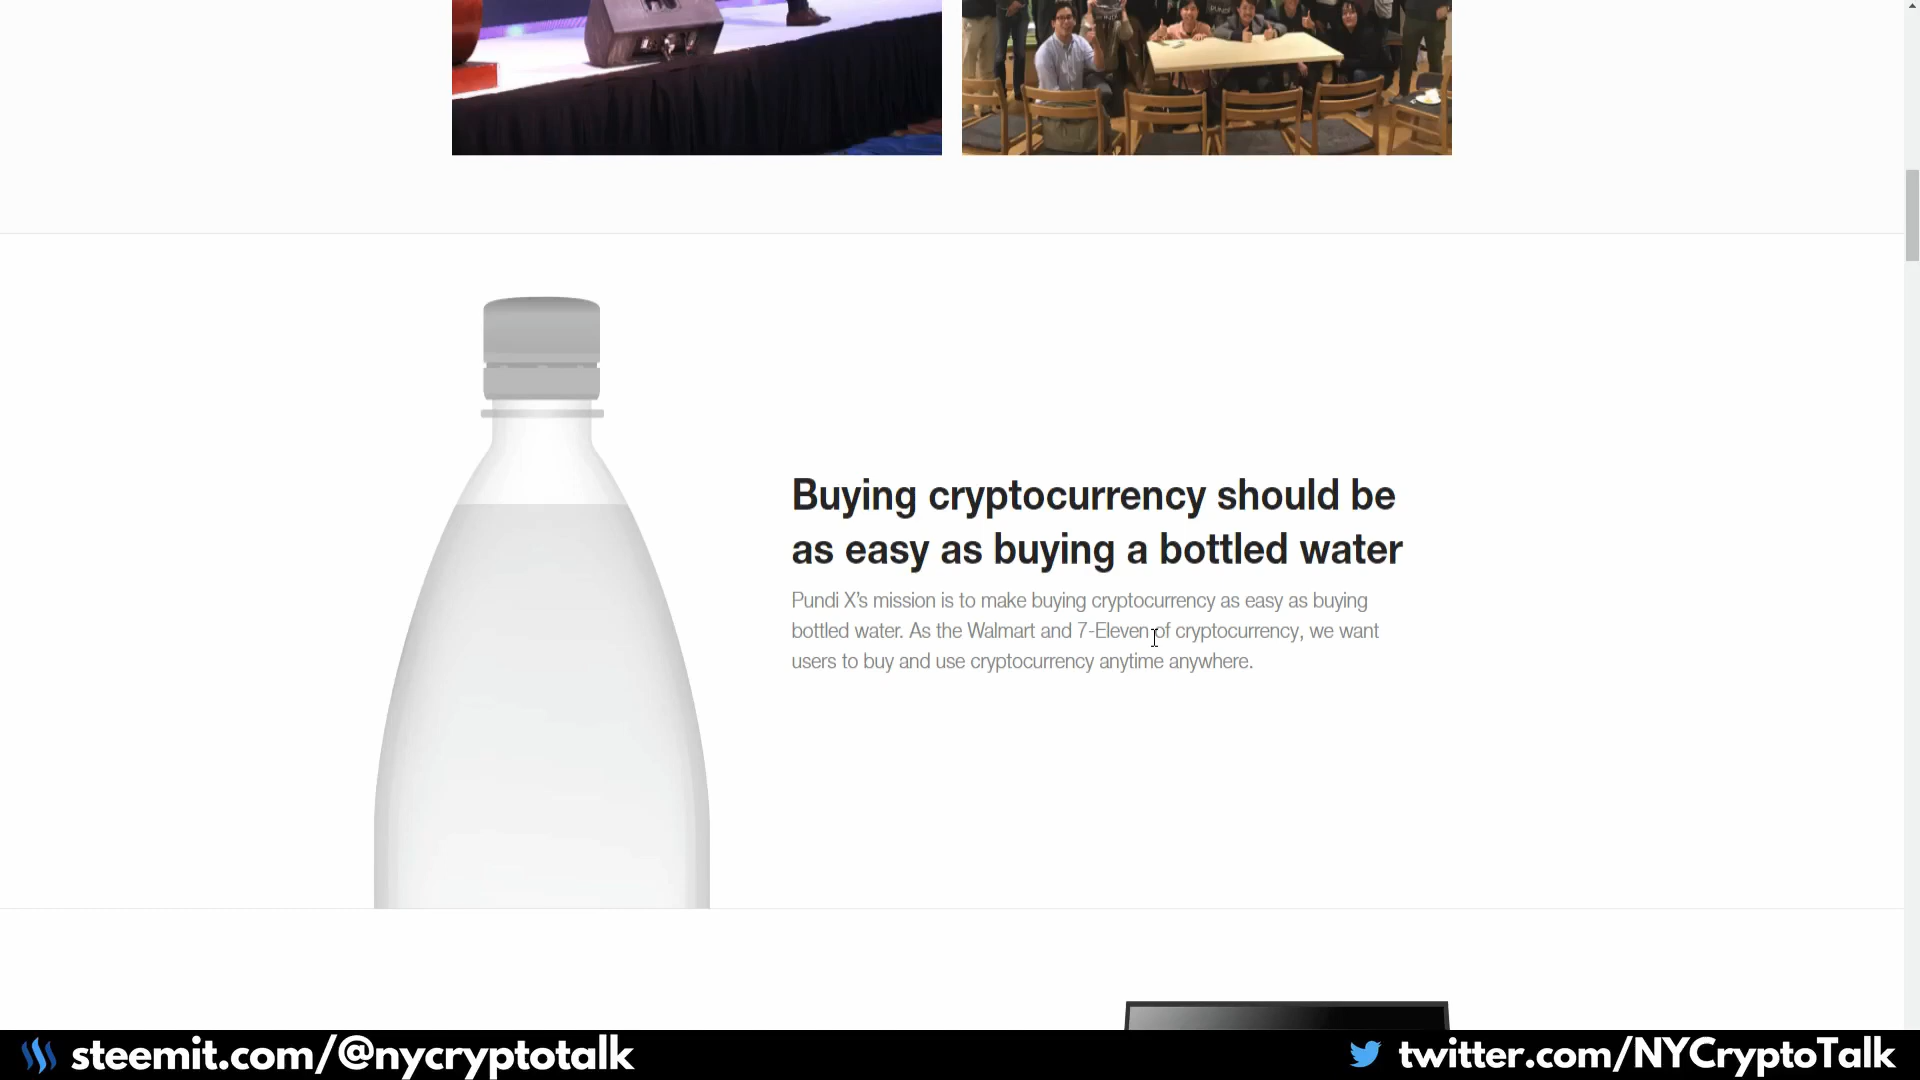 Buying cryptocurrency should be
as easy as buying a bottled water
Pundi X's mission is to make buying cryptocurrency as easy as buying
bottled water. As the Walmart and 7-Eleven of cryptocurrency, we want
users to buy and use cryptocurrency anytime anywhere.
steemit.com/@nycryptotalk
twitter.com/NYCryptoTalk